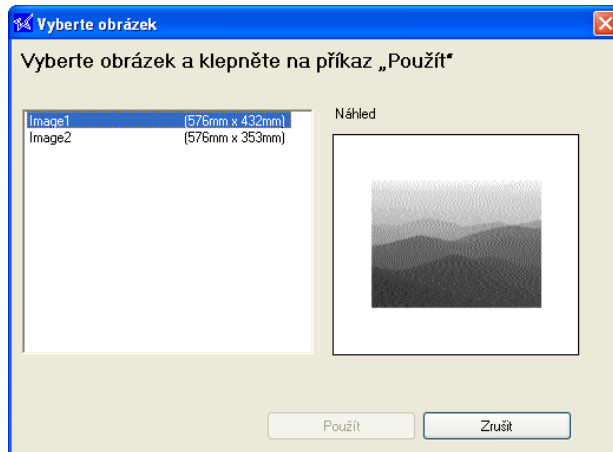 Vyberte obrázek
Vyberte obrázek a klepněte na příkaz „Použít“
Image1 (576mm x 432mm)
Image2 (576mm x 353mm)
Náhled
Použít
Zrušit